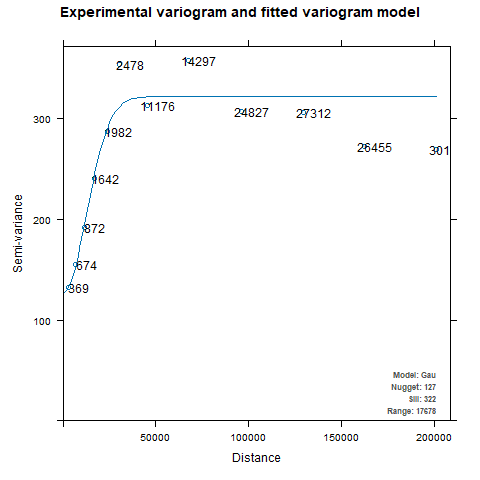 Experimental variogram and fitted variogram model
Semi-variance
300
200
100
2478
14297
11176
24827
27312
1982
26455
301
1642
872
674
369
Model: Gau
Nugget: 127
Sill: 322
Range: 17678
50000
100000
150000
200000
Distance